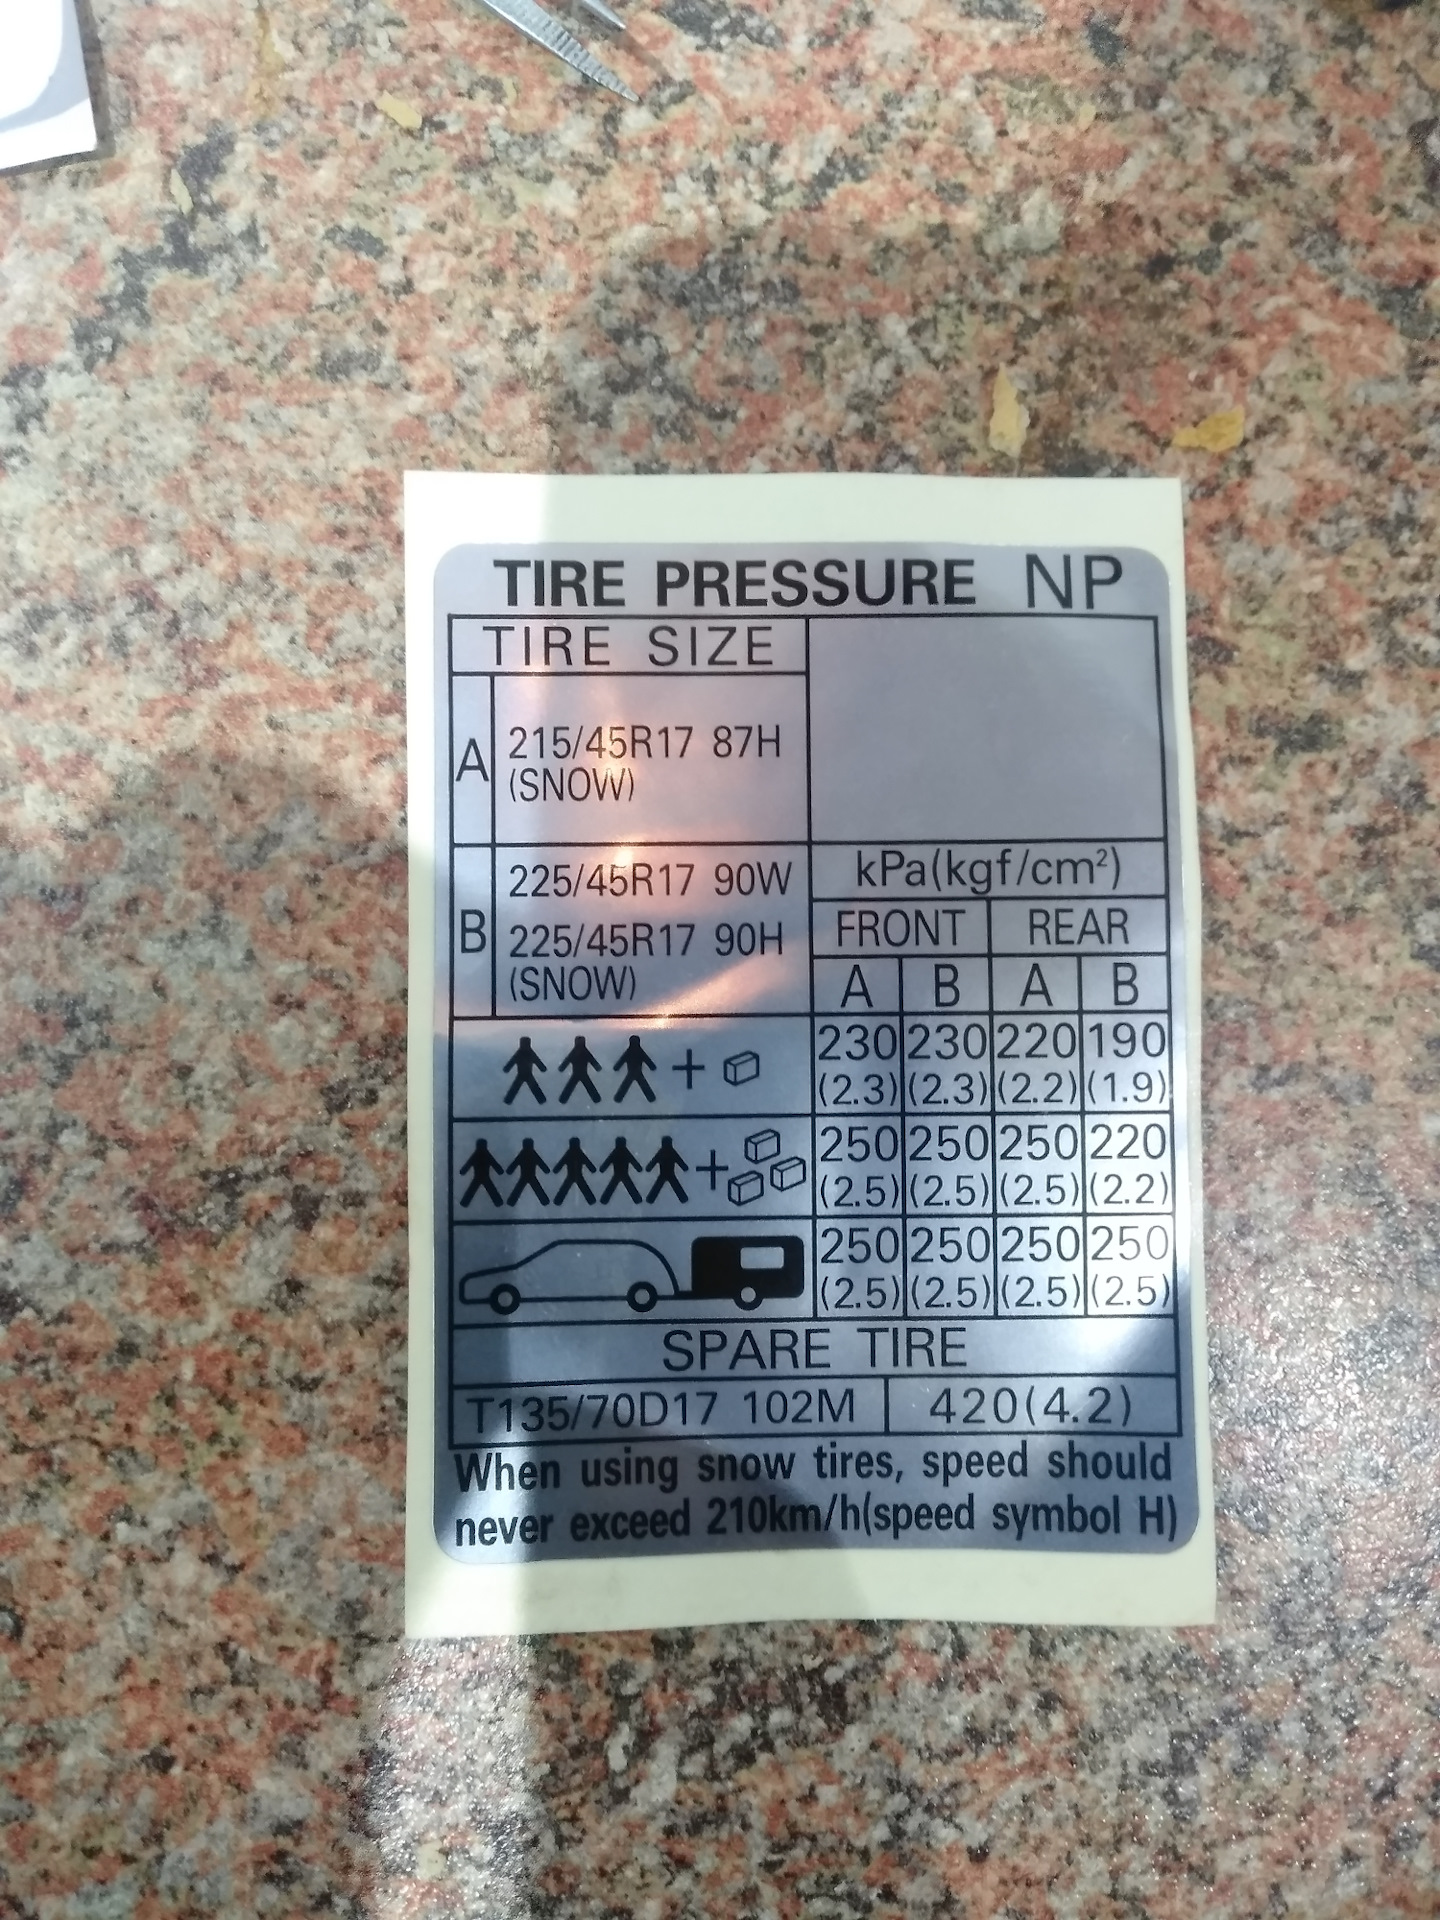 TIRE PRESSURE NP
TIRE SIZE
A
215/45R17 87H
(SNOW)
B
225/45R17 90W
225/45R17 90H
(SNOW)
kPa(kgf/cm²)
FRONT REAR
A B A B
+ 230 230 220 190
(2.3) (2.3) (2.2) (1.9)
+ 250 250 250 220
(2.5) (2.5) (2.5) (2.2)
250 250 250 250
(2.5) (2.5) (2.5) (2.5)
SPARE TIRE
T135/70D17 102M 420(4.2)
When using snow tires, speed should
never exceed 210km/h(speed symbol H)